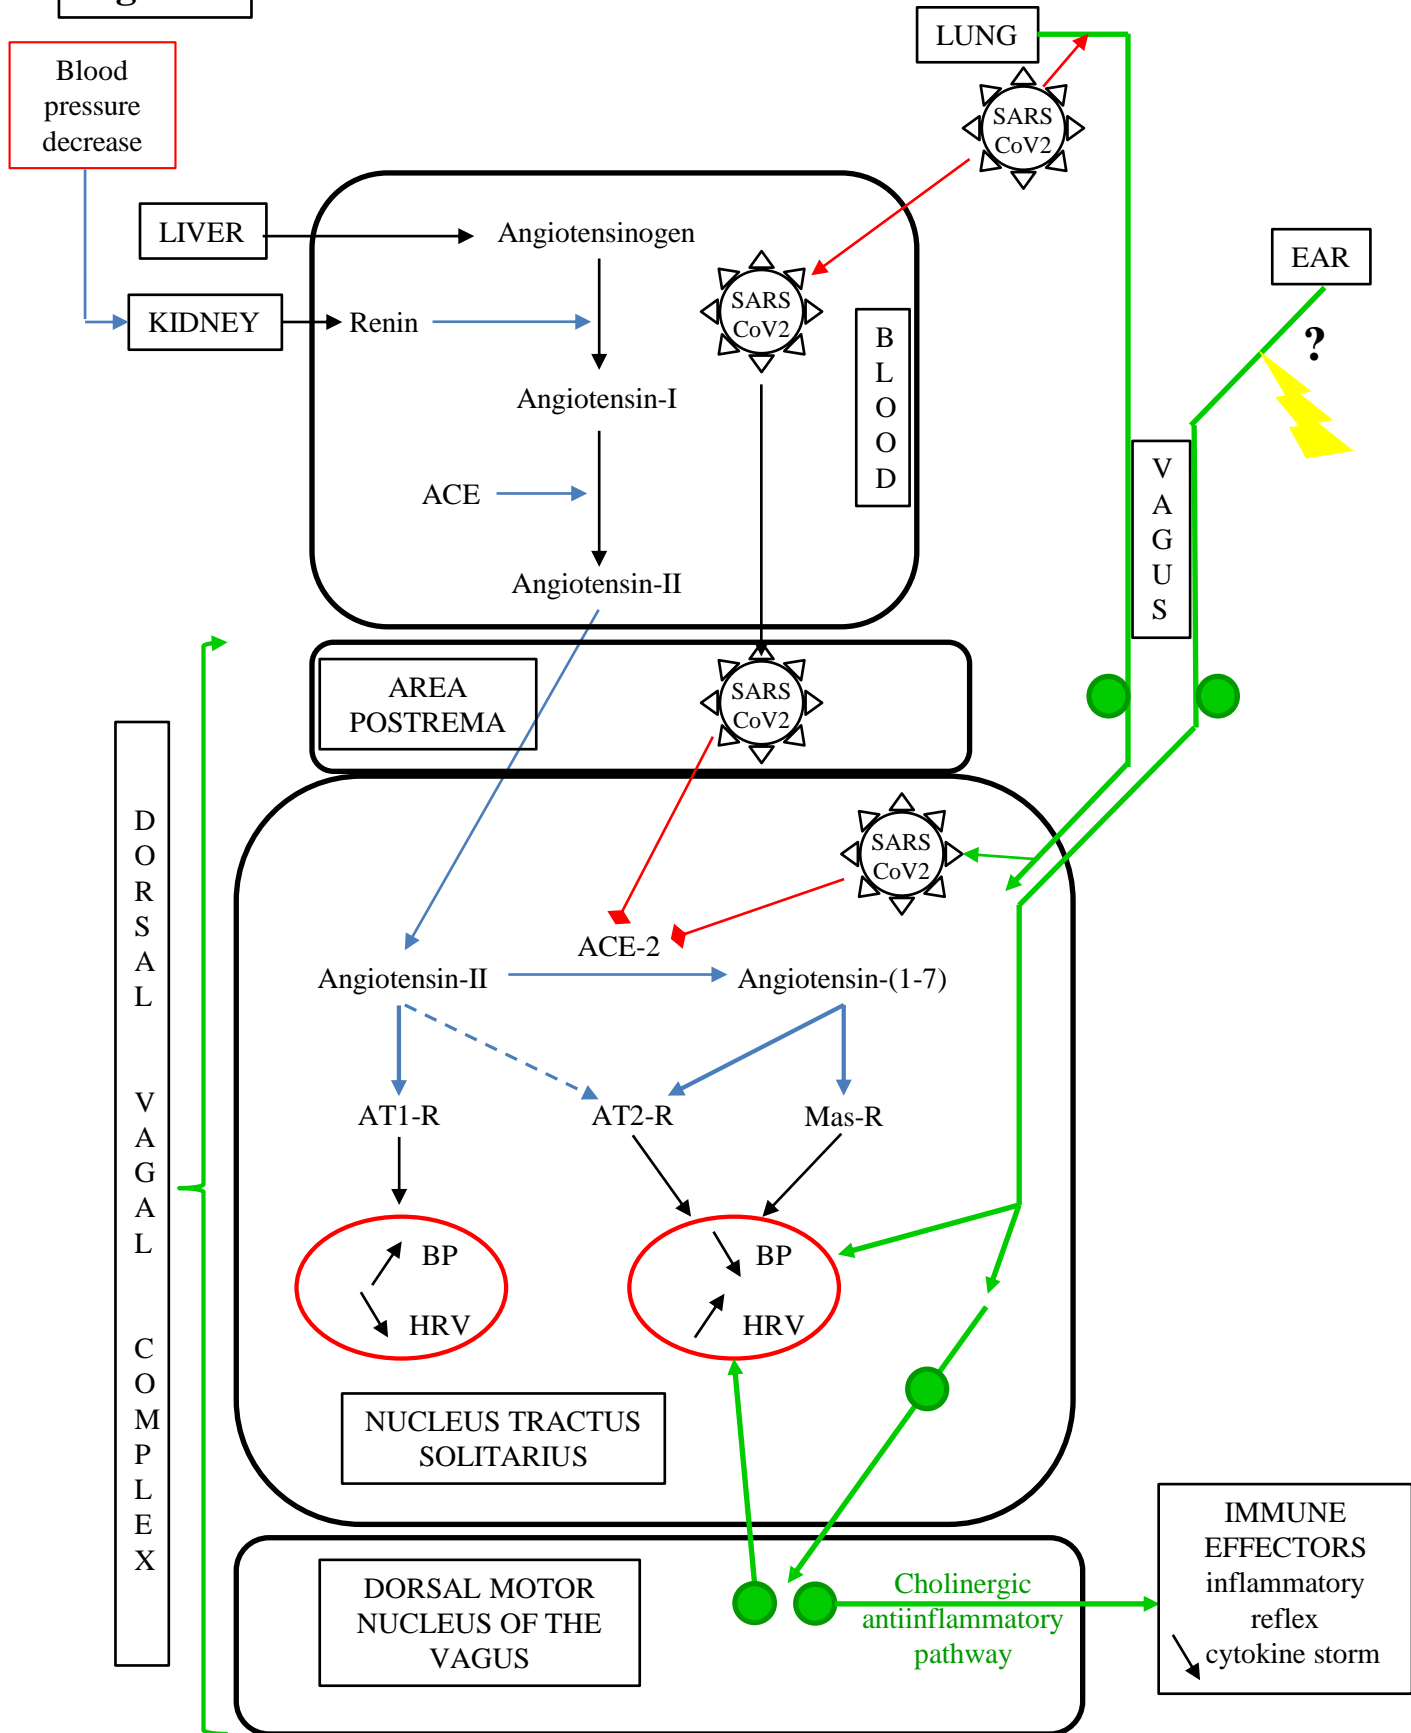 LUNG
Blood
pressure
decrease
SARS
CoV2
LIVER
Angiotensinogen
EAR
SARS
CoV2
KIDNEY
Renin
?
B
L
O
O
D
Angiotensin-I
V
A
G
U
S
ACE
Angiotensin-II
AREA
POSTREMA
SARS
CoV2
D
O
R
S
A
L
V
A
G
A
L
C
O
M
P
L
E
X
SARS
CoV2
ACE-2
Angiotensin-II
Angiotensin-(1-7)
AT1-R
AT2-R
Mas-R
BP
HRV
BP
HRV
NUCLEUS TRACTUS
SOLITARIUS
DORSAL MOTOR
NUCLEUS OF THE
VAGUS
Cholinergic
antiinflammatory
pathway
IMMUNE
EFFECTORS
inflammatory
reflex
cytokine storm